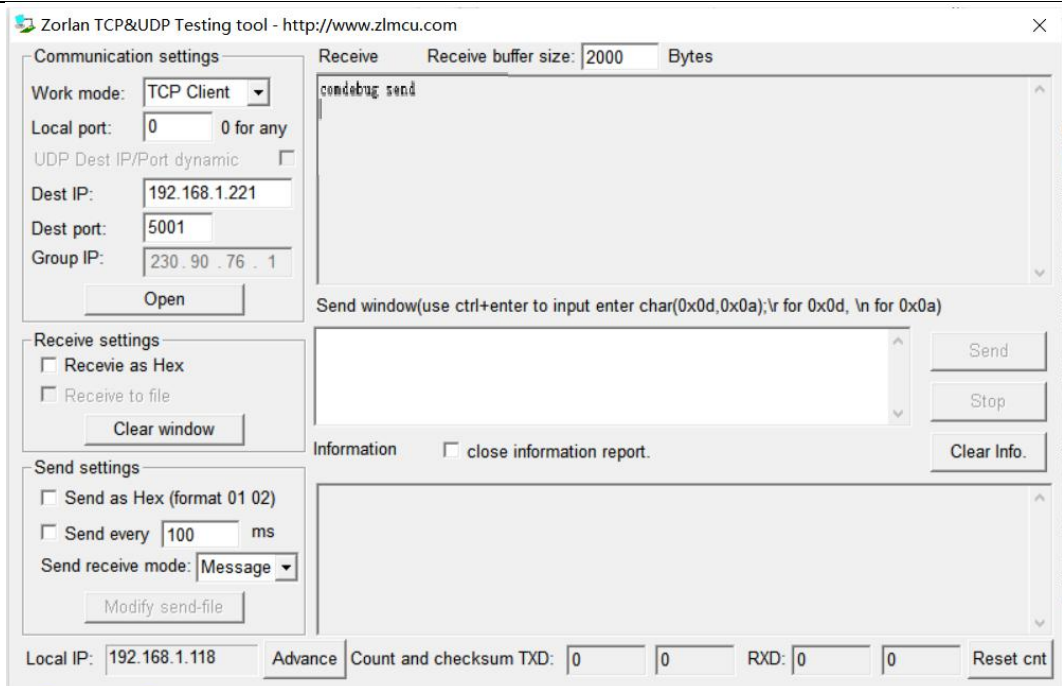 Zorlan TCP&UDP Testing tool - http://www.zlmcu.com
Communication settings
Work mode: TCP Client
Local port: 0 0 for any
UDP Dest IP/Port dynamic
Dest IP: 192.168.1.221
Dest port: 5001
Group IP: 230 . 90 . 76 . 1
Open
Receive settings
Recevie as Hex
Receive to file
Clear window
Send settings
Send as Hex (format 01 02)
Send every 100 ms
Send receive mode: Message
Modify send-file
Receive Receive buffer size: 2000 Bytes
comdebug send
Send window(use ctrl+enter to input enter char(0x0d,0x0a);\r for 0x0d, \n for 0x0a)
Send
Stop
Information close information report.
Clear Info.
Local IP: 192.168.1.118 Advance Count and checksum TXD: 0 0 RXD: 0 0 Reset cnt